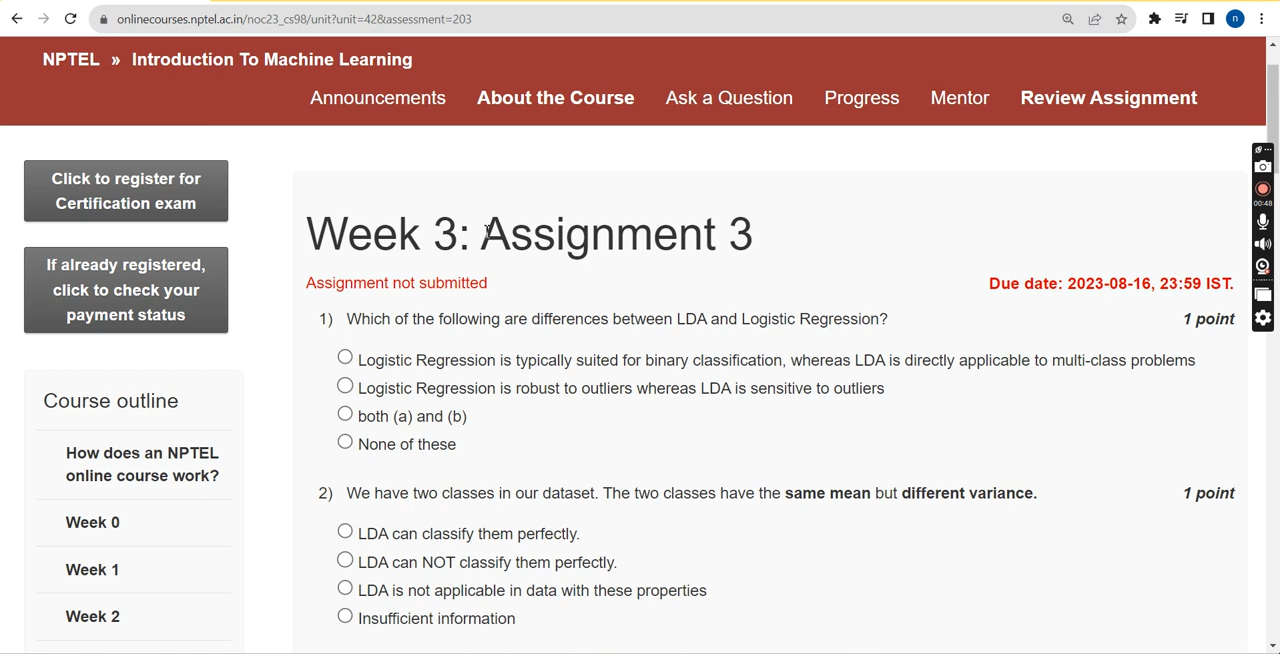 onlinecourses.nptel.ac.in/noc23_cs98/unit?unit=42&assessment=203
n
NPTEL » Introduction To Machine Learning
Announcements About the Course Ask a Question Progress Mentor Review Assignment
Click to register for
Certification exam
If already registered,
click to check your
payment status
Course outline
How does an NPTEL
online course work?
Week 0
Week 1
Week 2
Week 3: Assignment 3
Assignment not submitted Due date: 2023-08-16, 23:59 IST.
1) Which of the following are differences between LDA and Logistic Regression? 1 point
Logistic Regression is typically suited for binary classification, whereas LDA is directly applicable to multi-class problems
Logistic Regression is robust to outliers whereas LDA is sensitive to outliers
both (a) and (b)
None of these
2) We have two classes in our dataset. The two classes have the same mean but different variance. 1 point
LDA can classify them perfectly.
LDA can NOT classify them perfectly.
LDA is not applicable in data with these properties
Insufficient information
00:48